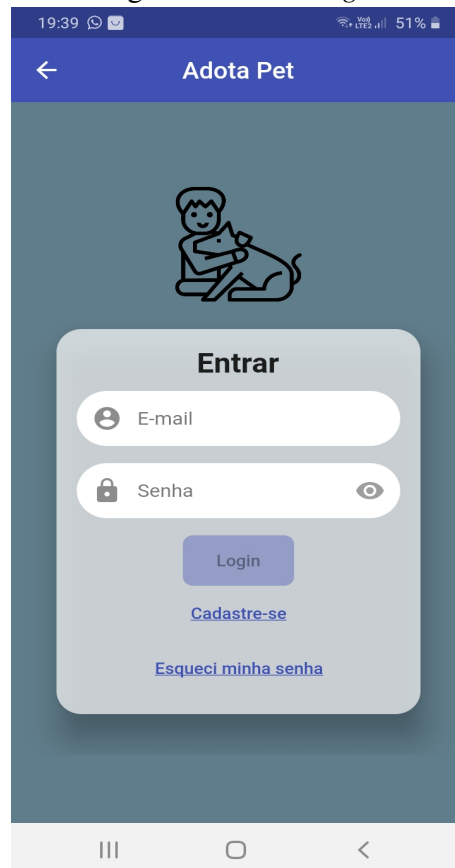 19:39 51%
Adota Pet
Entrar
E-mail
Senha
Login
Cadastre-se
Esqueci minha senha